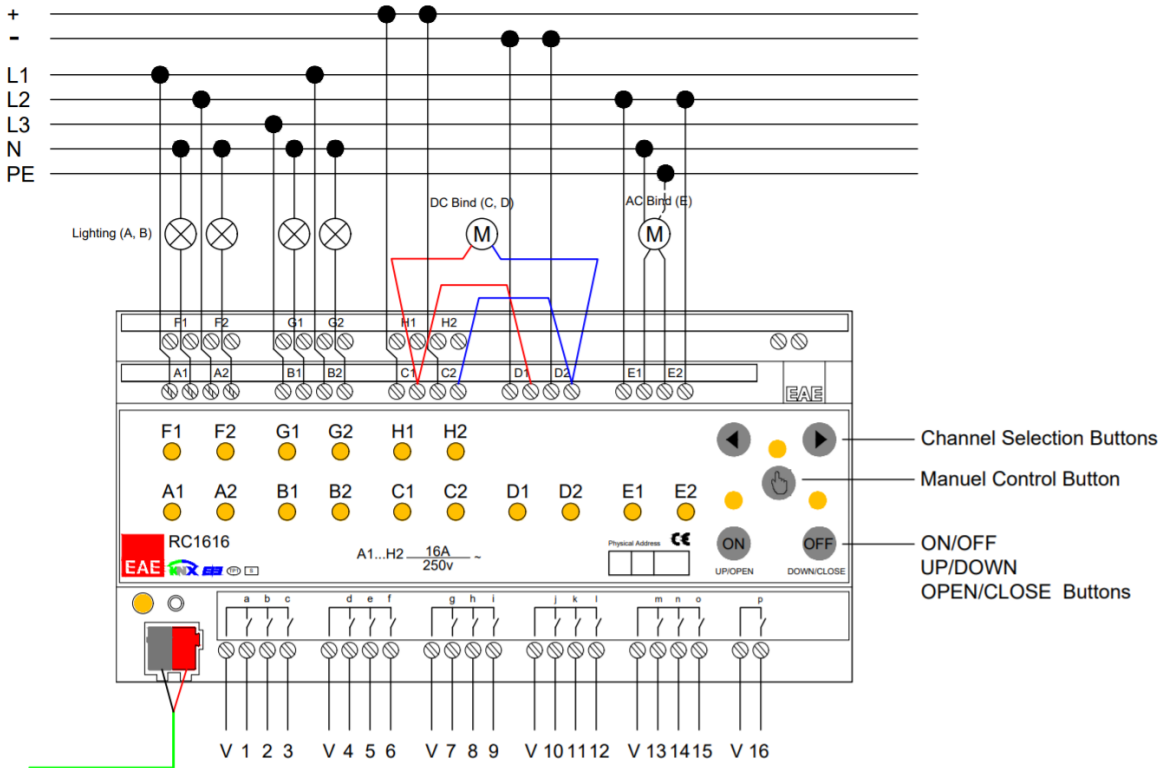 +
-
L1
L2
L3
N
PE
Lighting (A, B)
DC Bind (C, D)
AC Bind (E)
M
M
F1 F2 G1 G2 H1 H2
A1 A2 B1 B2 C1 C2 D1 D2 E1 E2
EAE
F1 F2 G1 G2 H1 H2
A1 A2 B1 B2 C1 C2 D1 D2 E1 E2
Channel Selection Buttons
Manuel Control Button
RC1616
EAE
KNX
A1...H2 16A ~
250v
Physical Address CE
ON
OFF
UP/OPEN
DOWN/CLOSE
ON/OFF
UP/DOWN
OPEN/CLOSE Buttons
a b c d e f g h i j k l m n o p
V 1 2 3 V 4 5 6 V 7 8 9 V 10 11 12 V 13 14 15 V 16